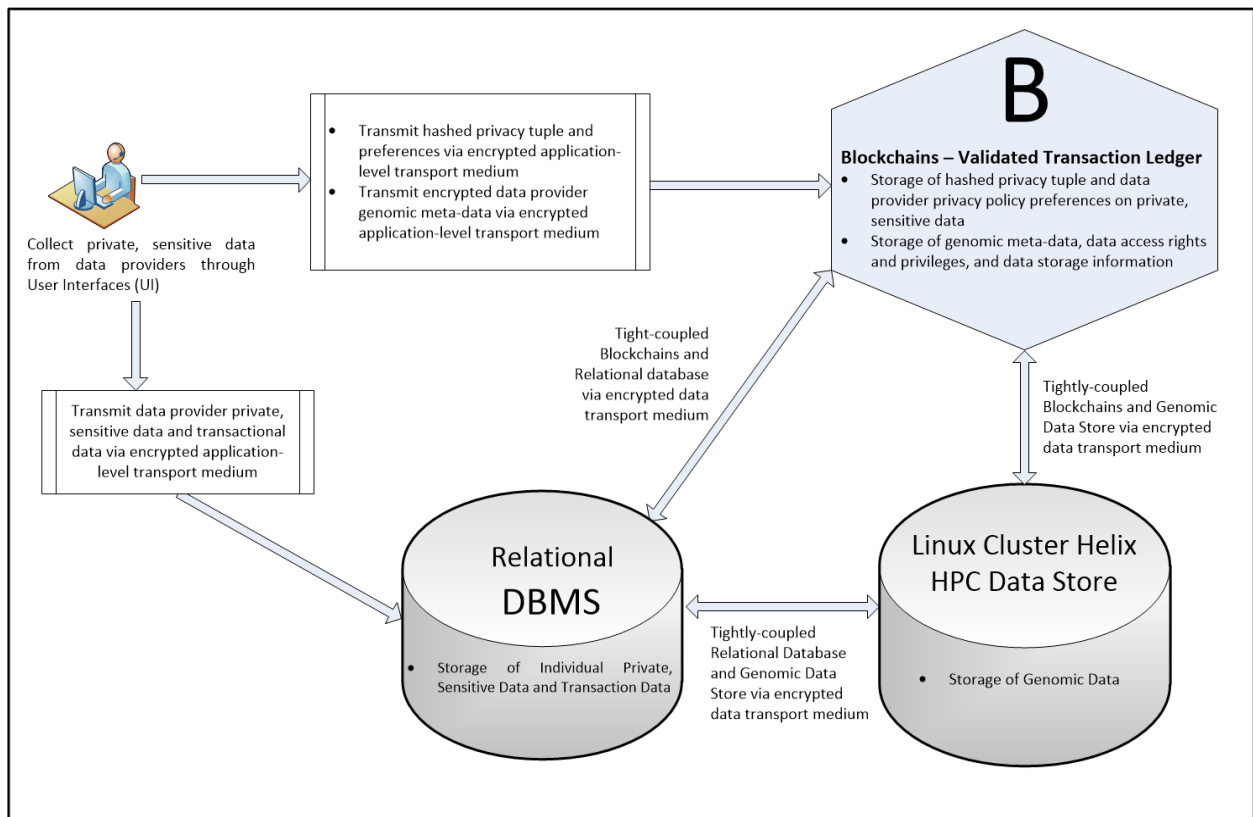 Collect private, sensitive data
from data providers through
User Interfaces (UI)
• Transmit hashed privacy tuple and
preferences via encrypted application-
level transport medium
• Transmit encrypted data provider
genomic meta-data via encrypted
application-level transport medium
B
Blockchains – Validated Transaction Ledger
• Storage of hashed privacy tuple and data
provider privacy policy preferences on private,
sensitive data
• Storage of genomic meta-data, data access rights
and privileges, and data storage information
Transmit data provider private,
sensitive data and transactional
data via encrypted application-
level transport medium
Tight-coupled
Blockchains and
Relational database
via encrypted data
transport medium
Tightly-coupled
Blockchains and Genomic
Data Store via encrypted
data transport medium
Relational
DBMS
• Storage of Individual Private,
Sensitive Data and Transaction Data
Tightly-coupled
Relational Database
and Genomic Data
Store via encrypted
data transport medium
Linux Cluster Helix
HPC Data Store
• Storage of Genomic Data